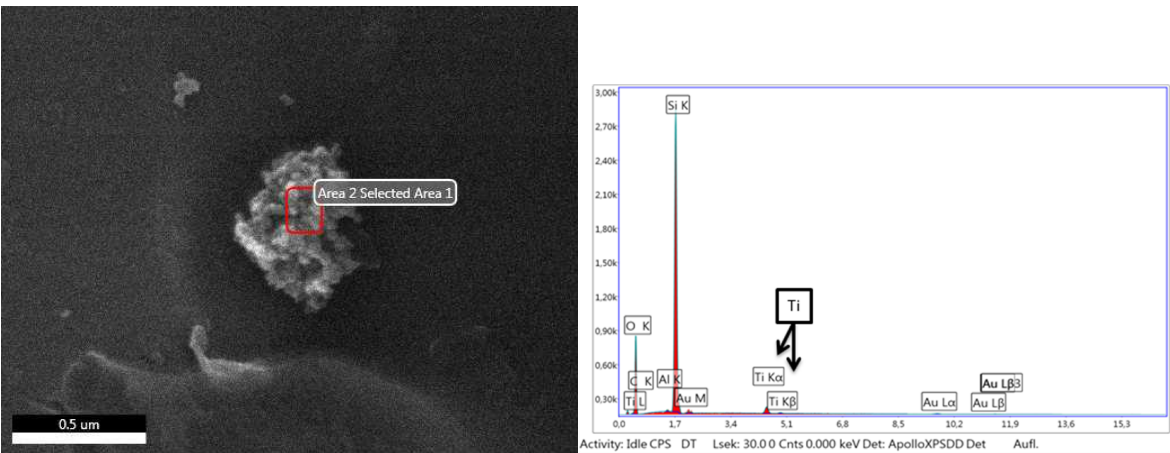 Area 2 Selected Area 1
0.5 um
3,00k
Si K
2,70k
2,40k
2,10k
1,80k
1,50k
1,20k
Ti
0,90k
O K
0,60k
C K
Al K
Ti Kα
0,30k
Ti L
Au M
Ti Kβ
Au Lα
Au Lβ
Au Lβ3
0,0 1,7 3,4 5,1 6,8 8,5 10,2 11,9 13,6 15,3
Activity: Idle CPS DT Lsek: 30.0 0 Cnts 0.000 keV Det: ApolloXPSDD Det Aufl.